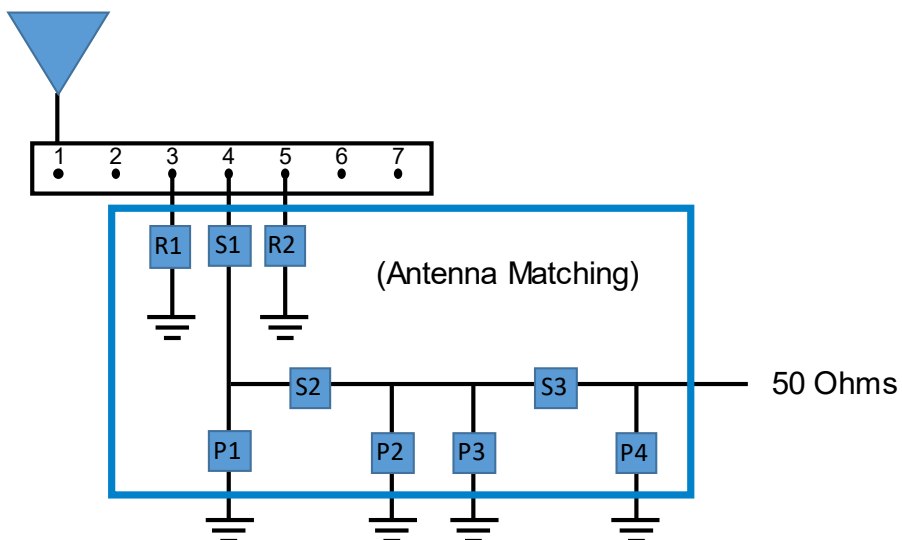 1 2 3 4 5 6 7
R1 S1 R2
(Antenna Matching)
S2 S3 50 Ohms
P1 P2 P3 P4